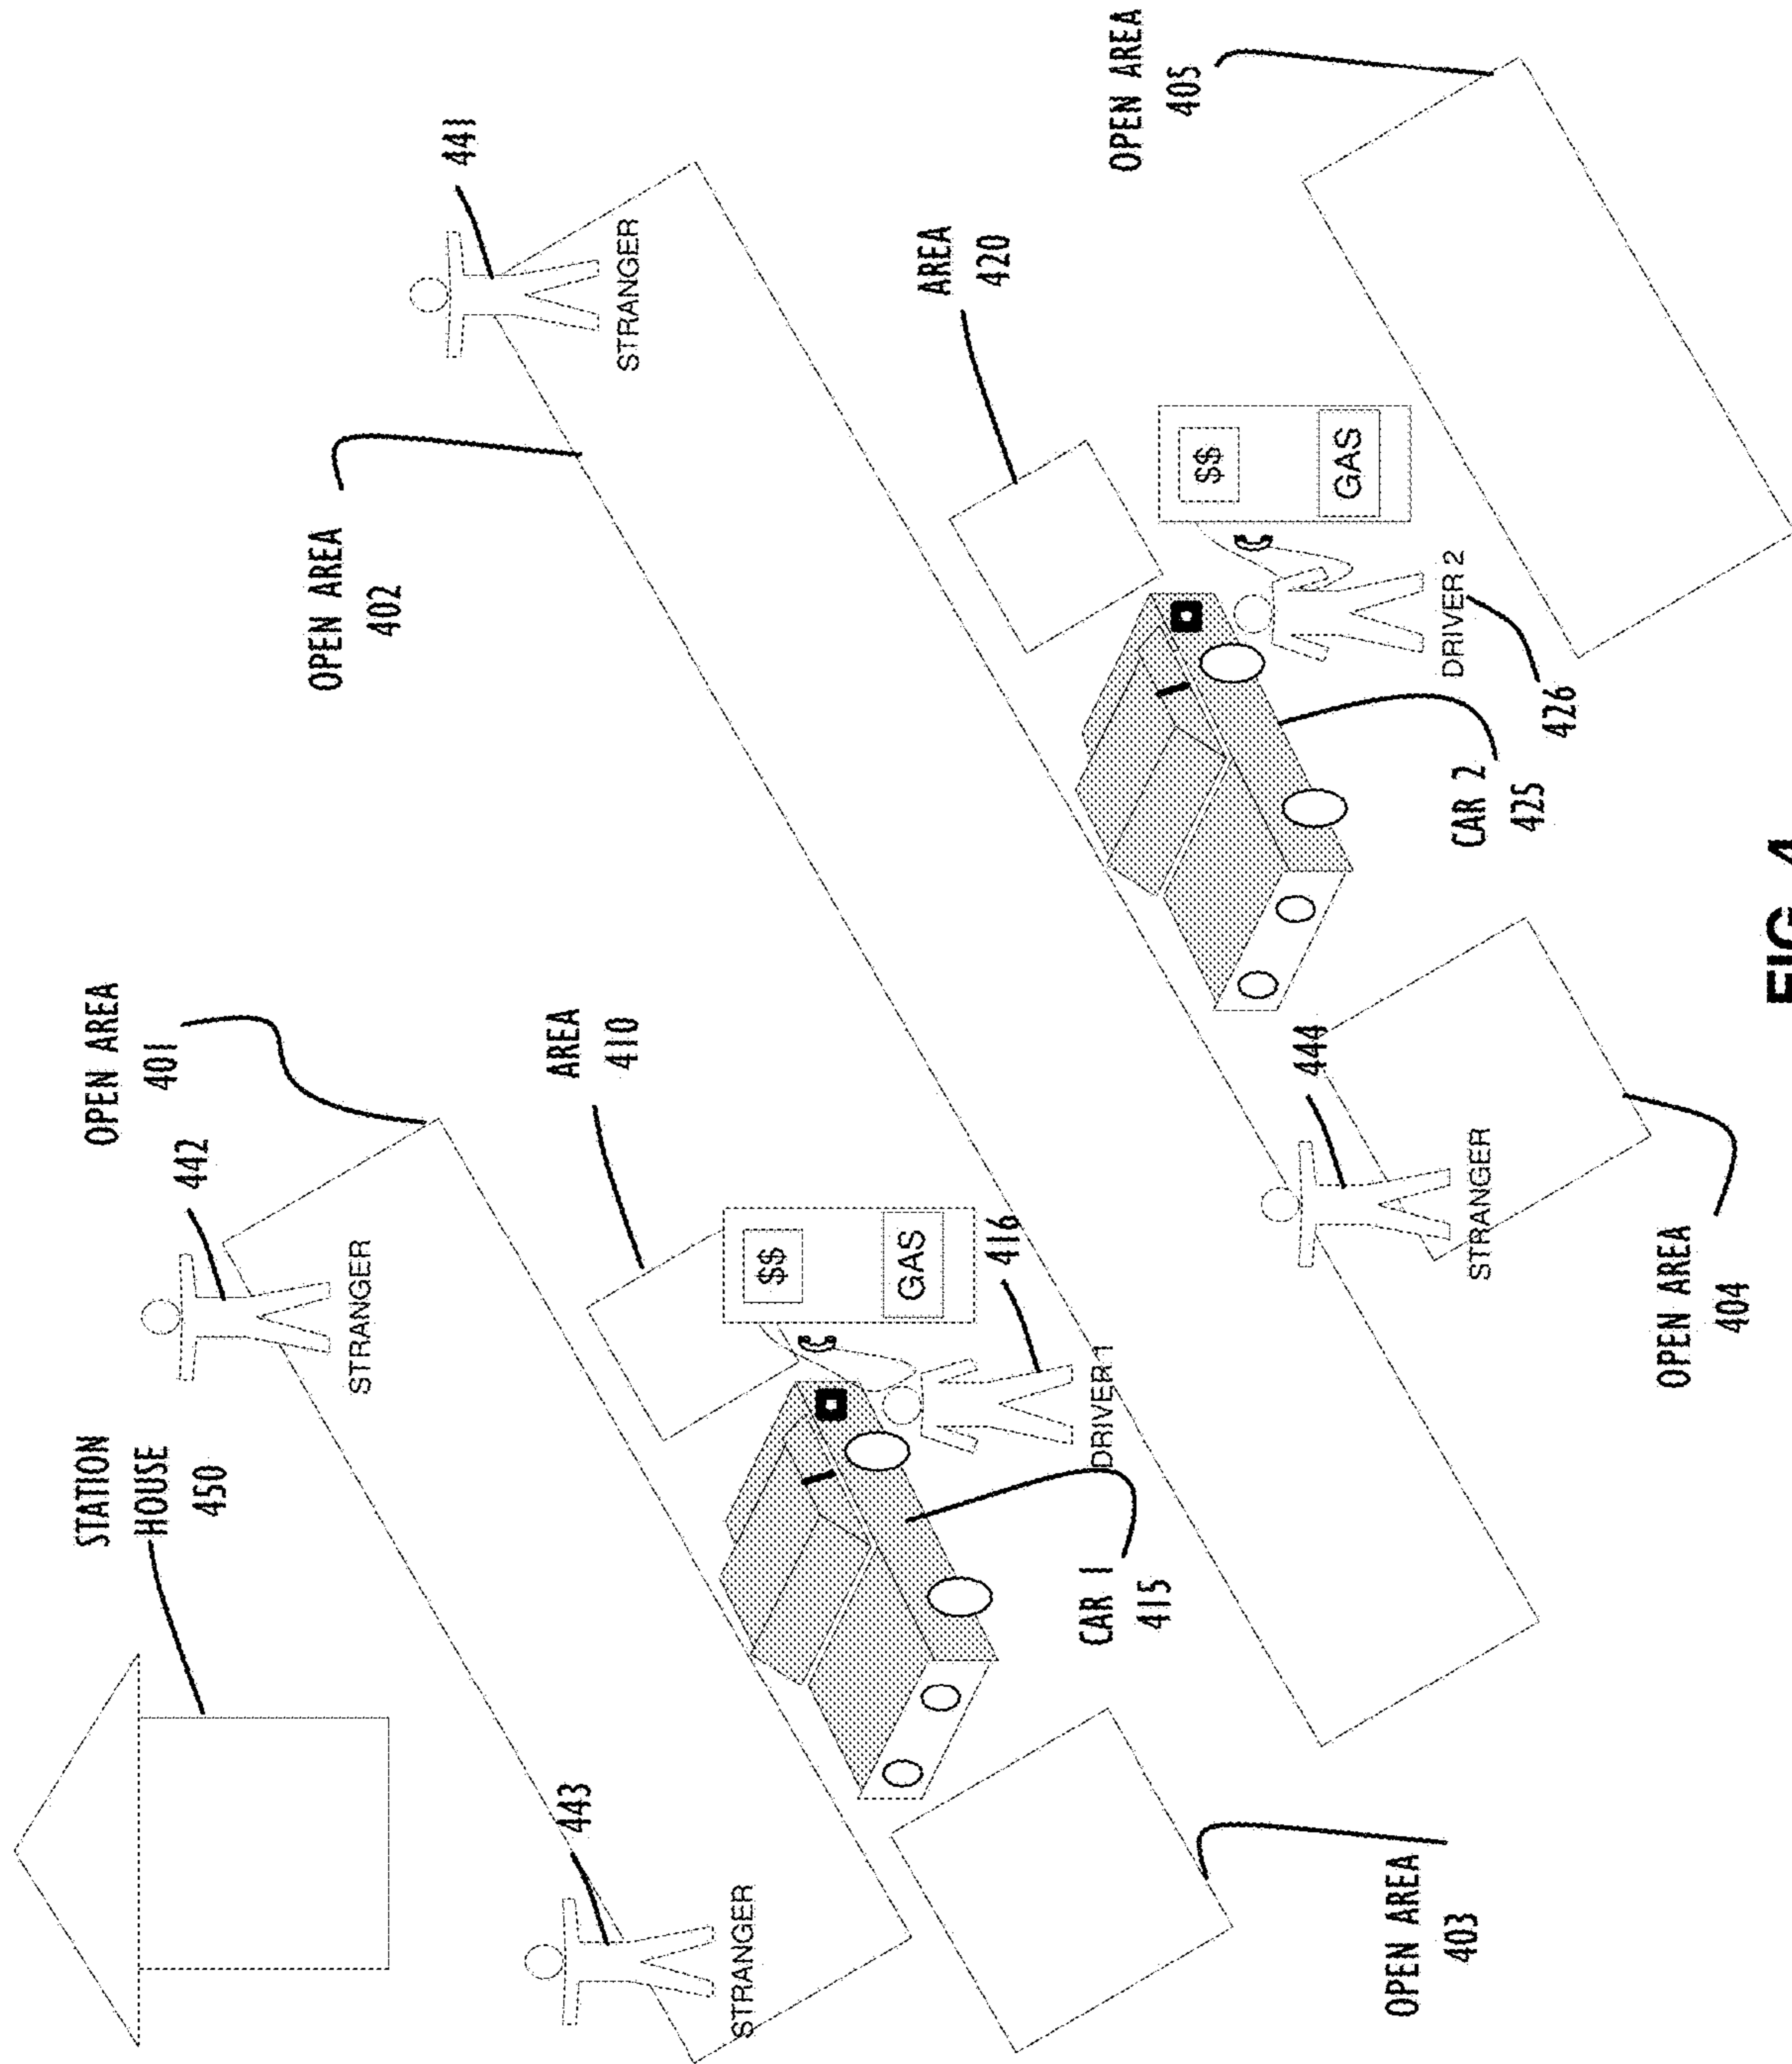 STATION
HOUSE
450
OPEN AREA
401
442
STRANGER
OPEN AREA
402
441
STRANGER
443
STRANGER
AREA
410
$$
GAS
416
DRIVER 1
CAR 1
415
AREA
420
OPEN AREA
405
$$
GAS
444
STRANGER
OPEN AREA
403
DRIVER 2
CAR 2
425
426
OPEN AREA
404
FIG. 4